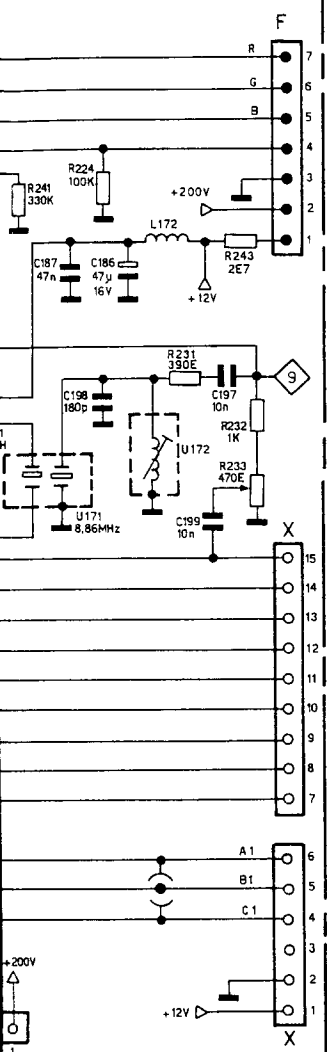 F
R
7
G
6
B
5
4
R224
100K
3
R241
330K
+200V
2
L172
1
C187
47n
C186
47µ
16V
R243
2E7
+12V
R231
390E
9
C198
180p
C197
10n
R232
1K
U172
R233
470E
U171
8,86MHz
C199
10n
X
15
14
13
12
11
10
9
8
7
A1
6
B1
5
C1
4
3
+200V
2
+12V
1
X